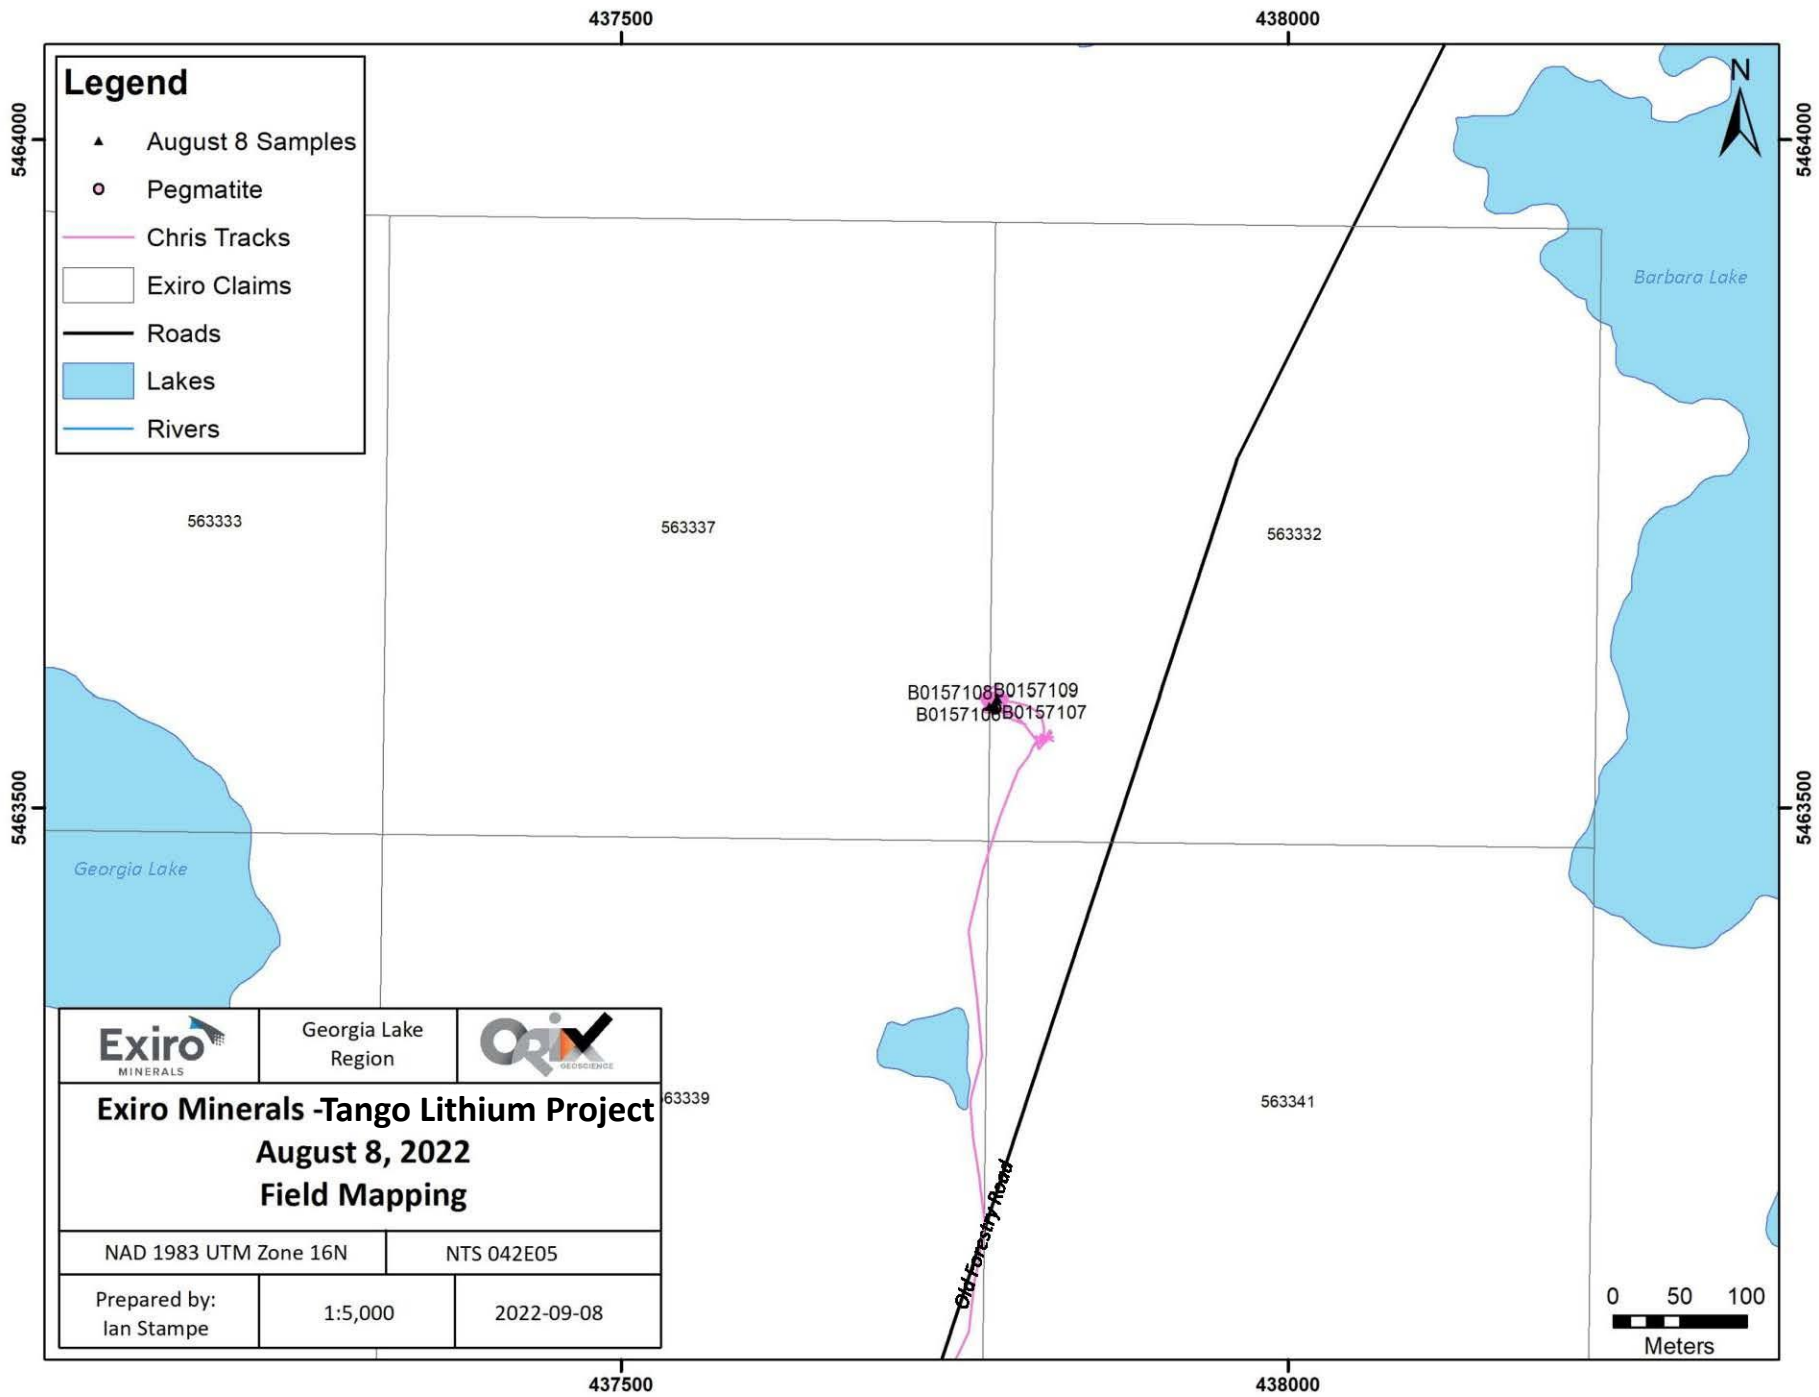 437500
438000
Legend
August 8 Samples
Pegmatite
Chris Tracks
Exiro Claims
Roads
Lakes
Rivers
N
5464000
5464000
Barbara Lake
563333
563337
563332
B0157108
B0157109
B0157107
5463500
5463500
Georgia Lake
563341
Exiro
MINERALS
Georgia Lake
Region
ORIX
GEOSCIENCE
63339
Exiro Minerals -Tango Lithium Project
August 8, 2022
Field Mapping
NAD 1983 UTM Zone 16N
NTS 042E05
Prepared by:
Ian Stampe
1:5,000
2022-09-08
Old Forestry Road
0 50 100
Meters
437500
438000